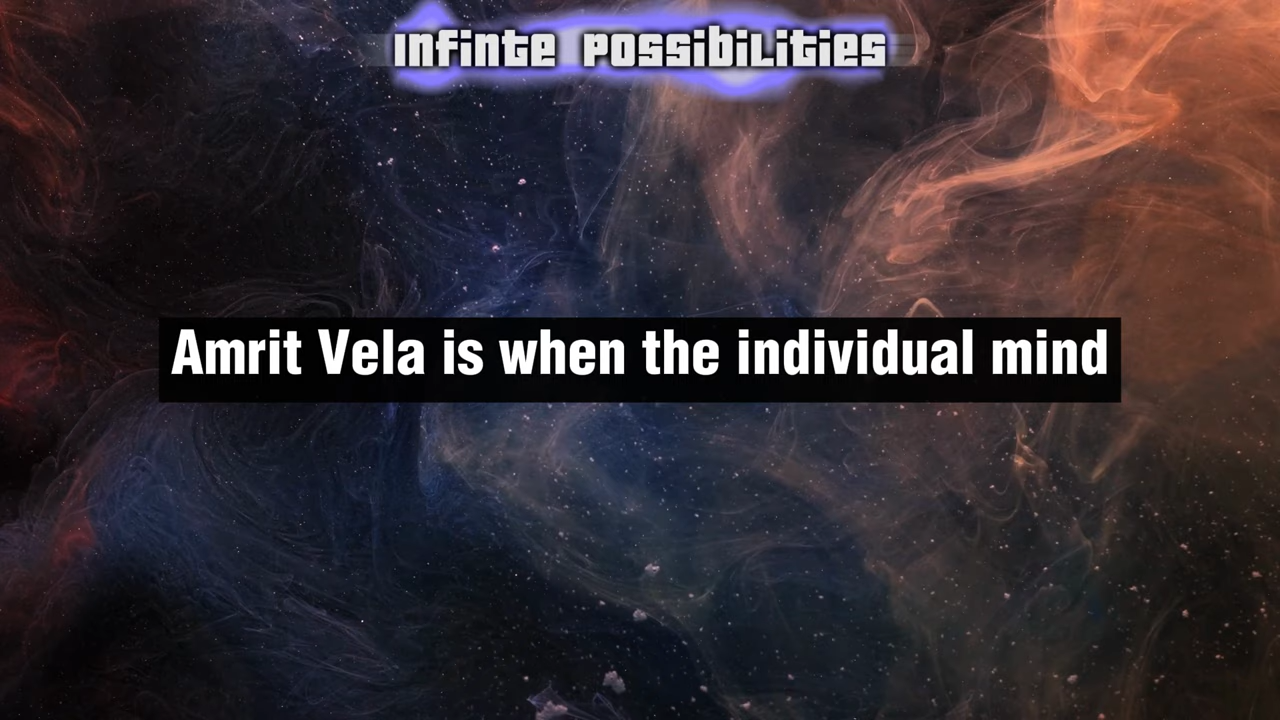 Infinte Possibilities
Amrit Vela is when the individual mind